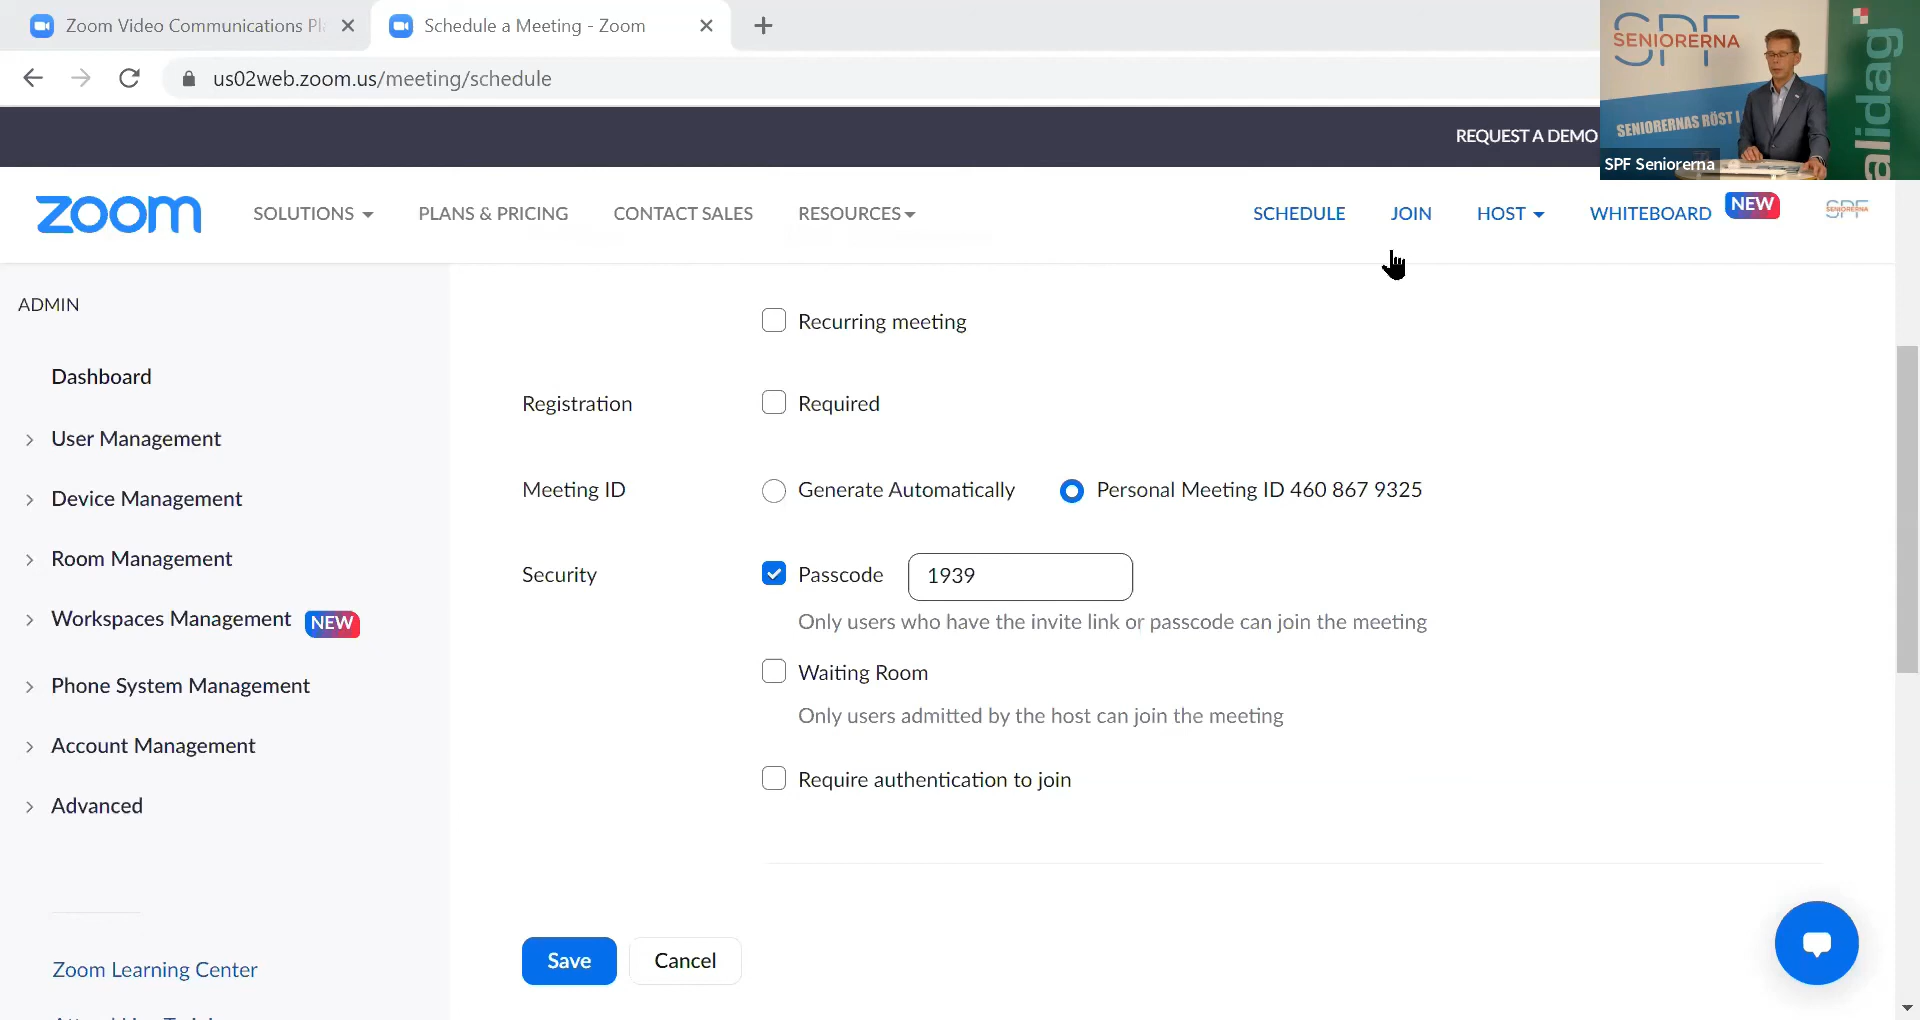 Zoom Video Communications Pl
Schedule a Meeting - Zoom
us02web.zoom.us/meeting/schedule
REQUEST A DEMO
SPF
SENIORERNA
SENIORERNAS RÖST I
alidag
SPF Seniorerna
zoom
SOLUTIONS
PLANS & PRICING
CONTACT SALES
RESOURCES
SCHEDULE
JOIN
HOST
WHITEBOARD
NEW
SPF
SENIORERNA
ADMIN
Dashboard
User Management
Device Management
Room Management
Workspaces Management NEW
Phone System Management
Account Management
Advanced
Zoom Learning Center
Recurring meeting
Registration
Required
Meeting ID
Generate Automatically
Personal Meeting ID 460 867 9325
Security
Passcode
1939
Only users who have the invite link or passcode can join the meeting
Waiting Room
Only users admitted by the host can join the meeting
Require authentication to join
Save
Cancel